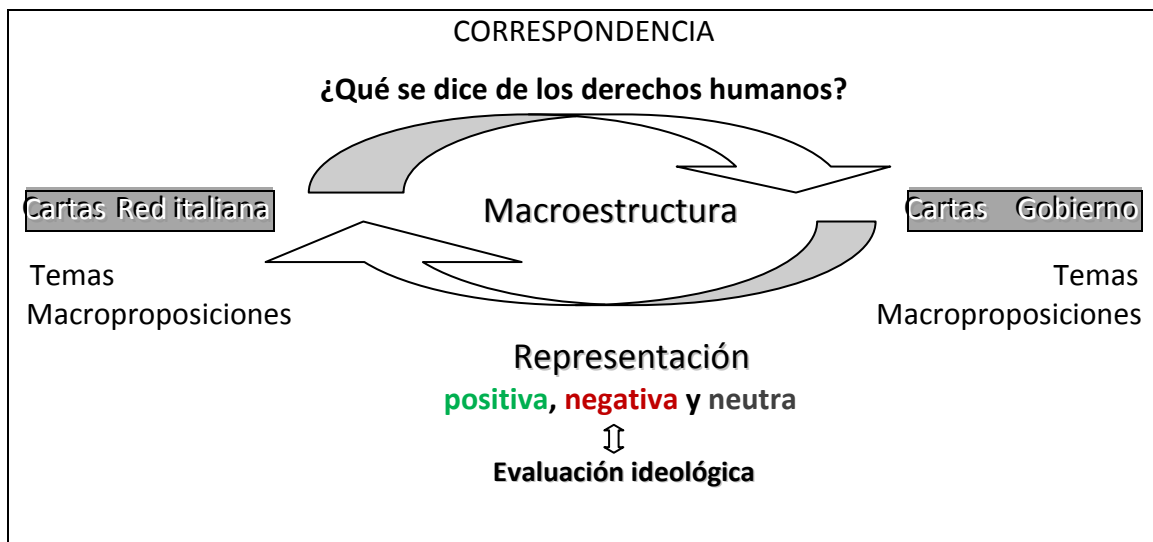 CORRESPONDENCIA
¿Qué se dice de los derechos humanos?
Cartas Red italiana
Macroestructura
Cartas Gobierno
Temas
Macroproposiciones
Temas
Macroproposiciones
Representación
positiva, negativa y neutra
Evaluación ideológica